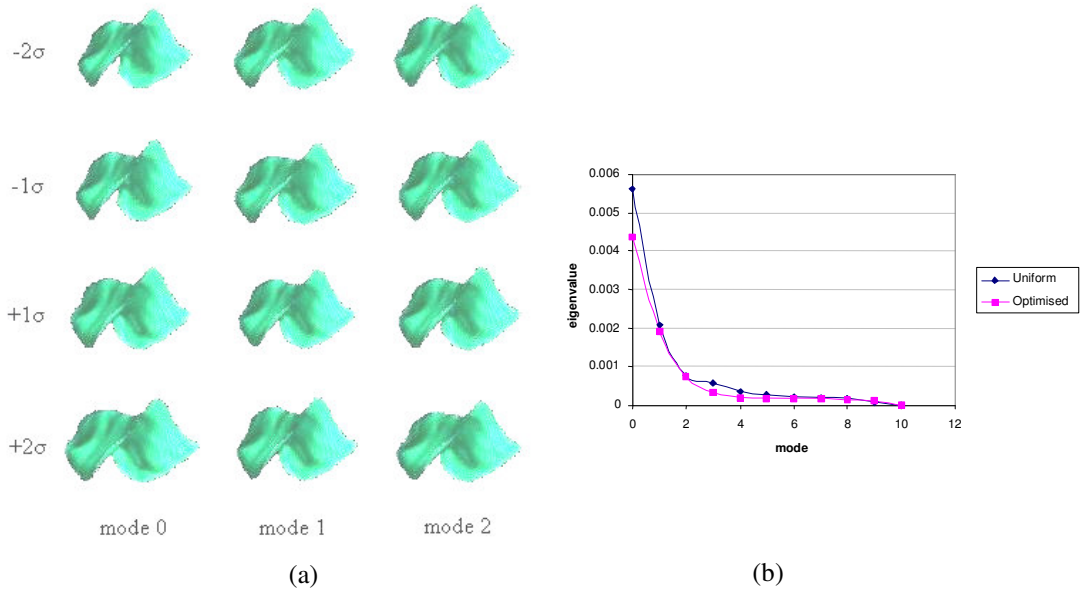 -2σ
-1σ
+1σ
+2σ
mode 0 mode 1 mode 2
(a)
0.006
0.005
0.004
0.003
0.002
0.001
0
eigenvalue
0 2 4 6 8 10 12
mode
Uniform
Optimised
(b)